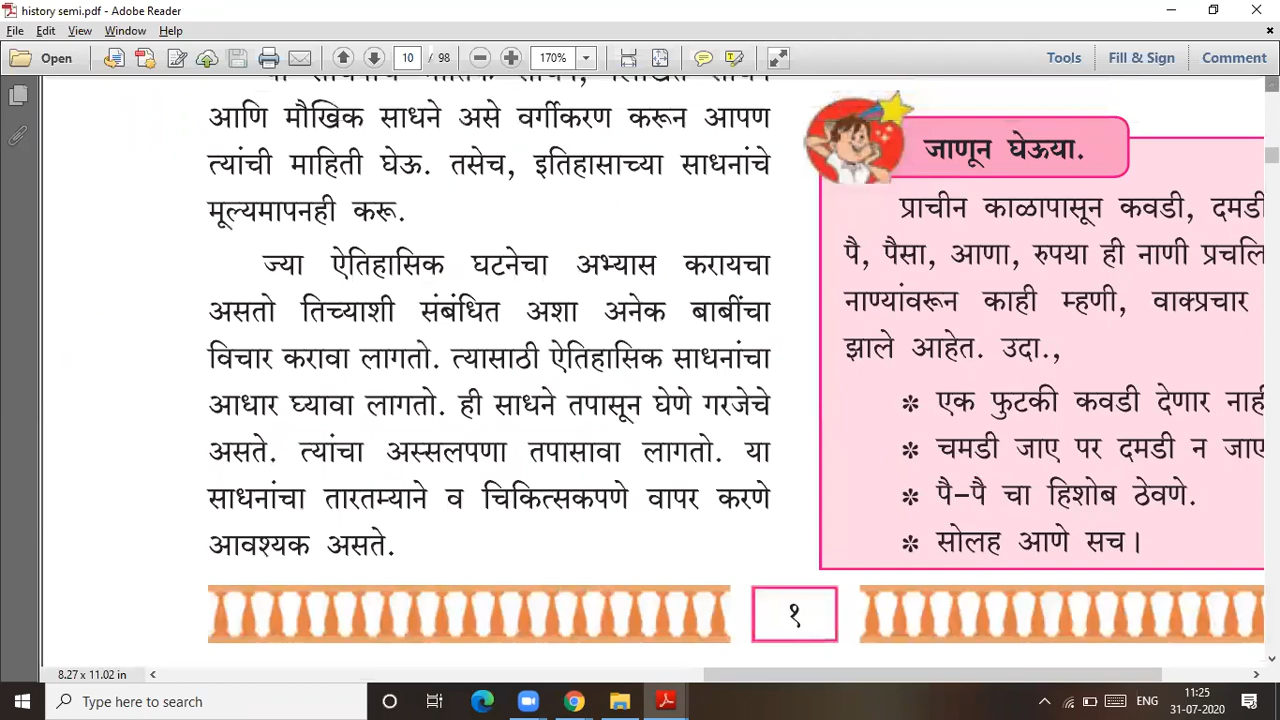 history semi.pdf - Adobe Reader
File Edit View Window Help
Open 10 / 98 170% Tools Fill & Sign Comment
आणि मौखिक साधने असे वर्गीकरण करून आपण
त्यांची माहिती घेऊ. तसेच, इतिहासाच्या साधनांचे
मूल्यमापनही करू.
ज्या ऐतिहासिक घटनेचा अभ्यास करायचा
असतो तिच्याशी संबंधित अशा अनेक बाबींचा
विचार करावा लागतो. त्यासाठी ऐतिहासिक साधनांचा
आधार घ्यावा लागतो. ही साधने तपासून घेणे गरजेचे
असते. त्यांचा अस्सलपणा तपासावा लागतो. या
साधनांचा तारतम्याने व चिकित्सकपणे वापर करणे
आवश्यक असते.
जाणून घेऊया.
प्राचीन काळापासून कवडी, दमडी
पै, पैसा, आणा, रुपया ही नाणी प्रचलि
नाण्यांवरून काही म्हणी, वाक्प्रचार
झाले आहेत. उदा.,
* एक फुटकी कवडी देणार नाही
* चमडी जाए पर दमडी न जाए
* पै-पै चा हिशोब ठेवणे.
* सोलह आणे सच।
१
8.27 x 11.02 in
Type here to search
ENG
11:25
31-07-2020